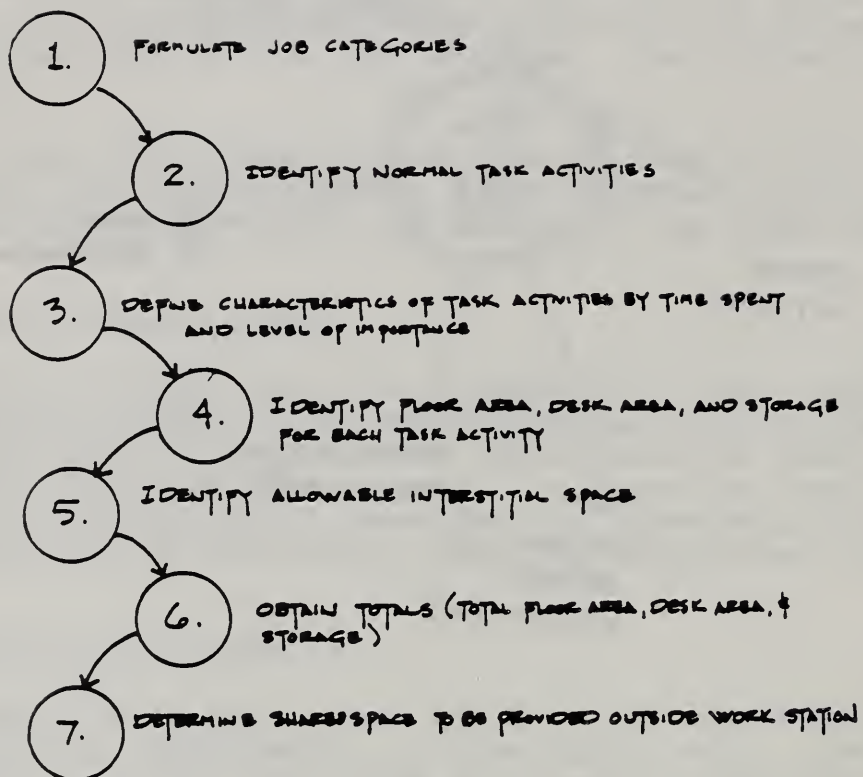 1. FORMULATE JOB CATEGORIES
2. IDENTIFY NORMAL TASK ACTIVITIES
3. DEFINE CHARACTERISTICS OF TASK ACTIVITIES BY TIME SPENT
AND LEVEL OF IMPORTANCE
4. IDENTIFY FLOOR AREA, DESK AREA, AND STORAGE
FOR EACH TASK ACTIVITY
5. IDENTIFY ALLOWABLE INTERSTITIAL SPACE
6. OBTAIN TOTALS (TOTAL FLOOR AREA, DESK AREA, &
STORAGE)
7. DETERMINE SHARED SPACE TO BE PROVIDED OUTSIDE WORK STATION